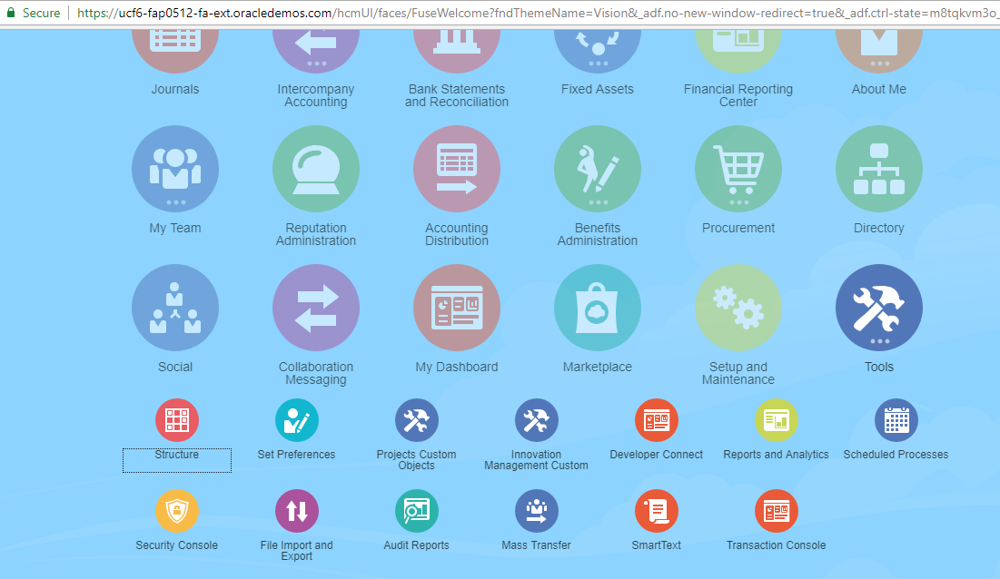 Secure
https://ucf6-fap0512-fa-ext.oracledemos.com/hcmUI/faces/FuseWelcome?fndThemeName=Vision&_adf.no-new-window-redirect=true&_adf.ctrl-state=m8tqkvm3o_
Journals
Intercompany
Accounting
Bank Statements
and Reconciliation
Fixed Assets
Financial Reporting
Center
About Me
My Team
Reputation
Administration
Accounting
Distribution
Benefits
Administration
Procurement
Directory
Social
Collaboration
Messaging
My Dashboard
Marketplace
Setup and
Maintenance
Tools
Structure
Set Preferences
Projects Custom
Objects
Innovation
Management Custom
Developer Connect
Reports and Analytics
Scheduled Processes
Security Console
File Import and
Export
Audit Reports
Mass Transfer
SmartText
Transaction Console